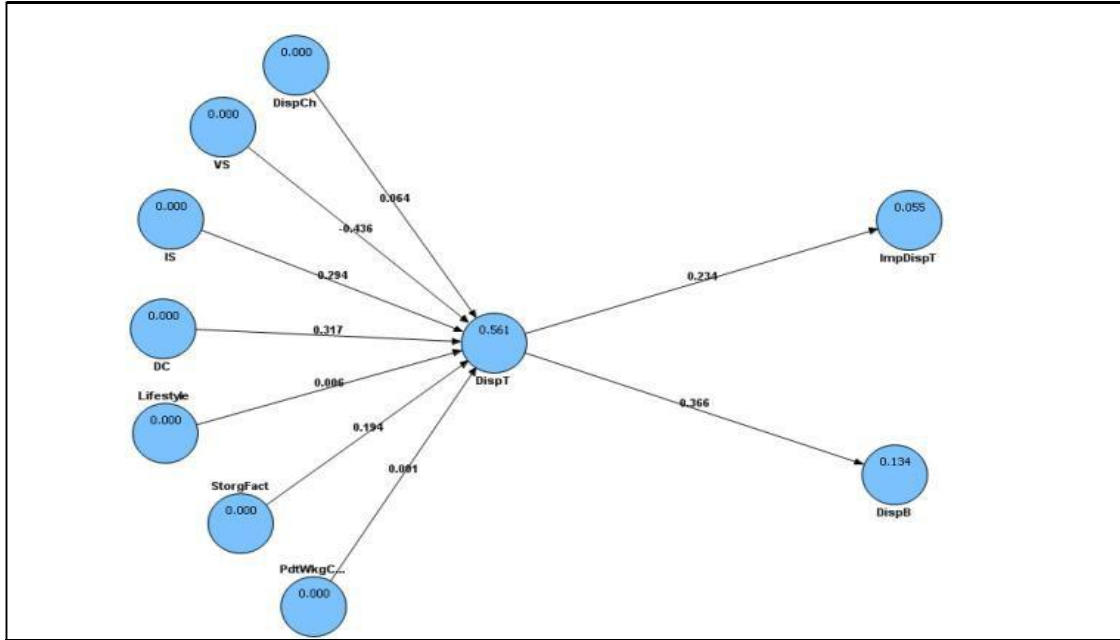 0.000
DispCh
0.000
VS
0.064
0.000
IS
-0.436
0.055
ImpDispT
0.294
0.234
0.000
DC
0.317
0.561
DispT
Lifestyle
0.000
0.006
0.366
0.194
0.134
DispB
StorgFact
0.000
0.001
PdtWkgC...
0.000